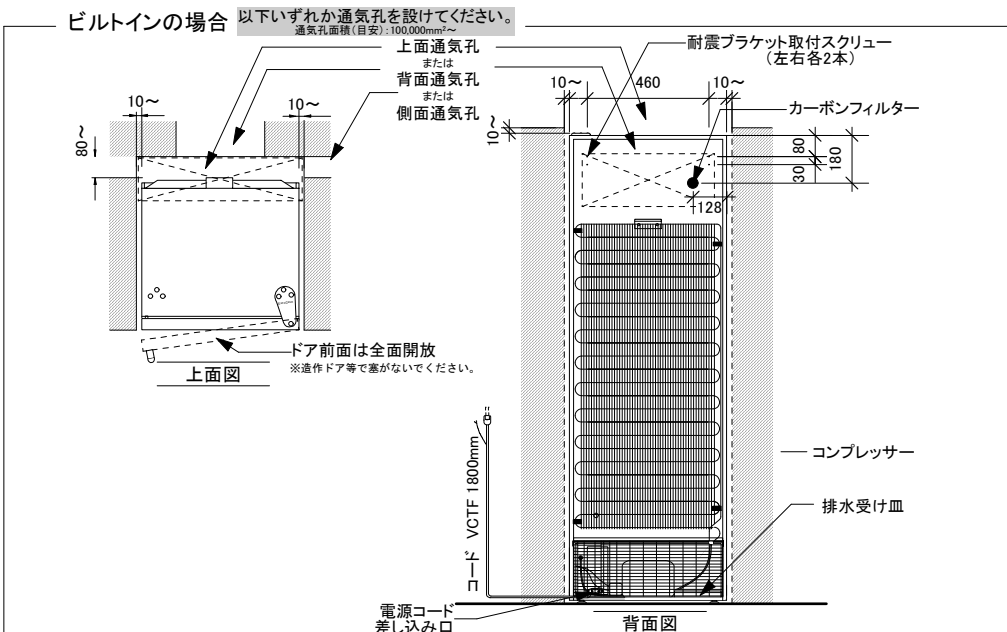 ビルトインの場合
以下いずれか通気孔を設けてください。
通気孔面積(目安):100,000mm²～
上面通気孔
または
背面通気孔
または
側面通気孔
10～
10～
80～
ドア前面は全面開放
※造作ドア等で塞がないでください。
上面図
耐震ブラケット取付スクリュー
(左右各2本)
10～
460
10～
カーボンフィルター
10～
80
180
30
128
コンプレッサー
排水受け皿
コード VCTF 1800mm
電源コード
差し込み口
背面図